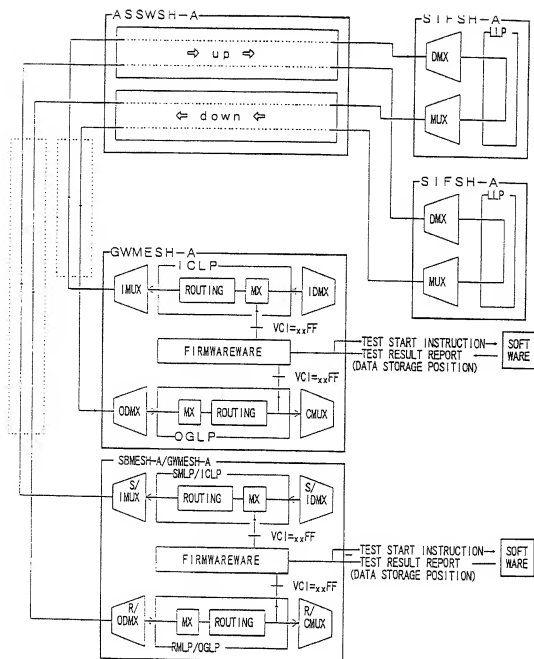 ASSWSH-A
⇨ up ⇨
⇦ down ⇦
SIFSH-A
LLP
DMX
MUX
SIFSH-A
LLP
DMX
MUX
GWMESH-A
ICLP
IMUX
ROUTING
MX
IDMX
VCI=xxFF
FIRMWAREWARE
TEST START INSTRUCTION→
TEST RESULT REPORT
(DATA STORAGE POSITION)
SOFT
WARE
VCI=xxFF
ODMX
MX
ROUTING
CMUX
OGLP
SBMESH-A/GWMESH-A
SMLP/ICLP
S/
IMUX
ROUTING
MX
S/
IDMX
VCI=xxFF
FIRMWAREWARE
TEST START INSTRUCTION→
TEST RESULT REPORT
(DATA STORAGE POSITION)
SOFT
WARE
VCI=xxFF
R/
ODMX
MX
ROUTING
R/
CMUX
RMLP/OGLP